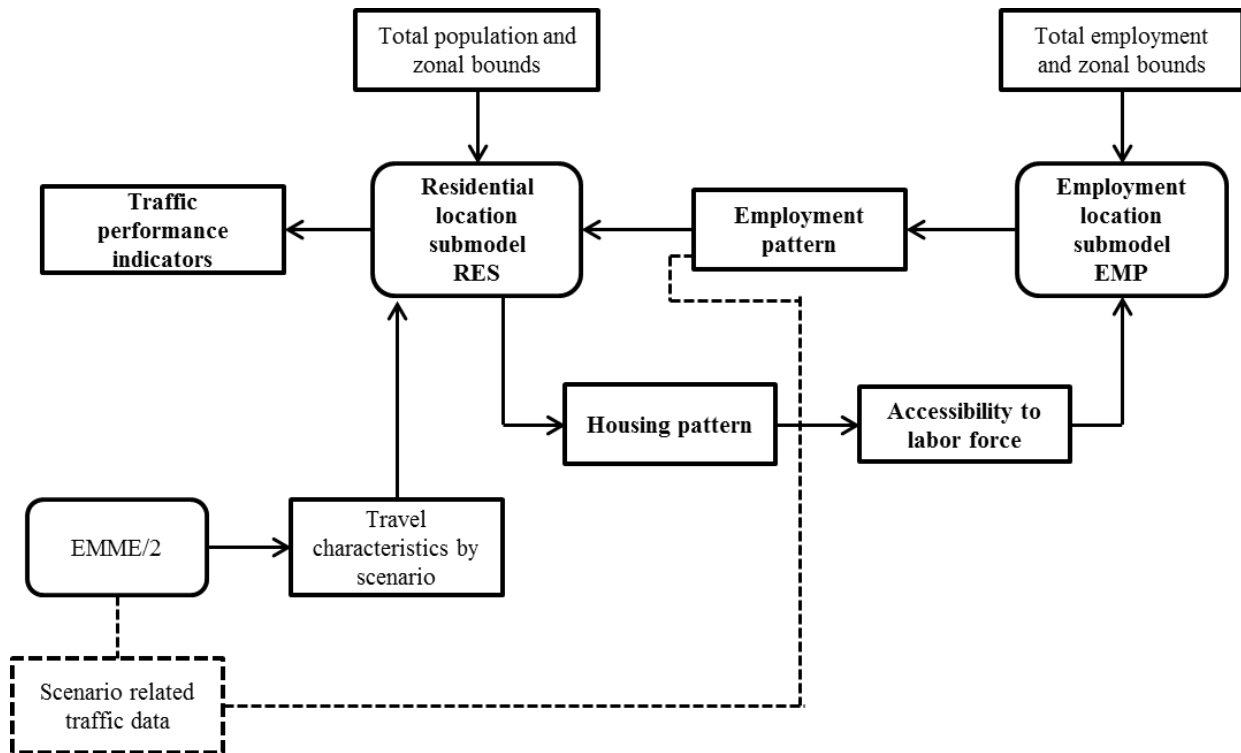 Total population and
zonal bounds
Total employment
and zonal bounds
Traffic
performance
indicators
Residential
location
submodel
RES
Employment
pattern
Employment
location
submodel
EMP
Housing pattern
Accessibility to
labor force
EMME/2
Travel
characteristics by
scenario
Scenario related
traffic data